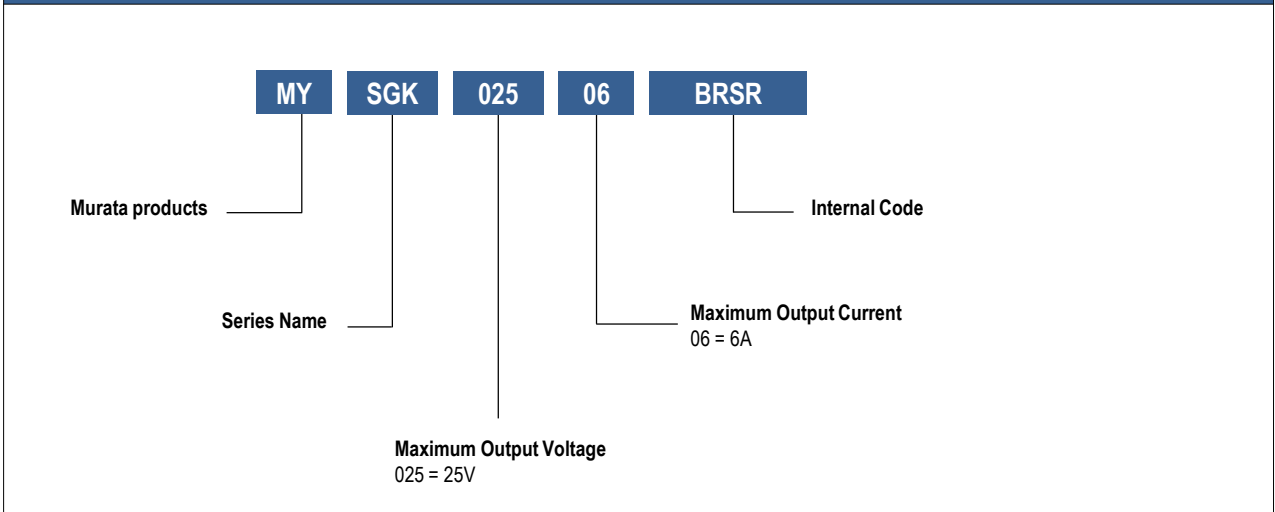 MY SGK 025 06 BRSR
Murata products
Internal Code
Series Name
Maximum Output Current
06 = 6A
Maximum Output Voltage
025 = 25V